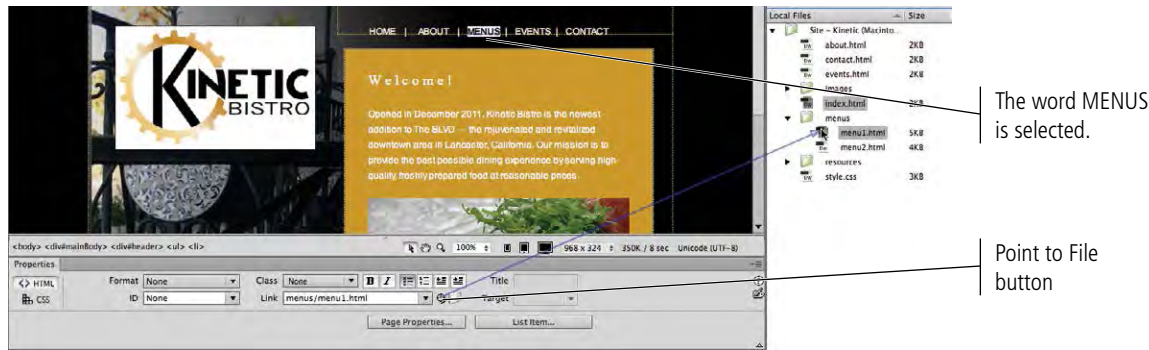 HOME | ABOUT | MENUS | EVENTS | CONTACT
KINETIC
BISTRO
Welcome!
Opened in December 2011, Kinetic Bistro is the newest
addition to The BLVD — the rejuvenated and revitalized
downtown area in Lancaster, California. Our mission is to
provide the best possible dining experience by serving high-
quality, freshly prepared food at reasonable prices.
<body> <div#mainBody> <div#header> <ul> <li>
100%
968 x 324
350K / 8 sec
Unicode (UTF-8)
Properties
<> HTML
Format None
Class None
B I
Title
CSS
ID None
Link menus/menu1.html
Target
Page Properties...
List Item...
Local Files
Size
Site - Kinetic (Macinto...
about.html 2KB
contact.html 2KB
events.html 2KB
images
index.html
menus
menu1.html 5KB
menu2.html 4KB
resources
style.css 3KB
The word MENUS
is selected.
Point to File
button